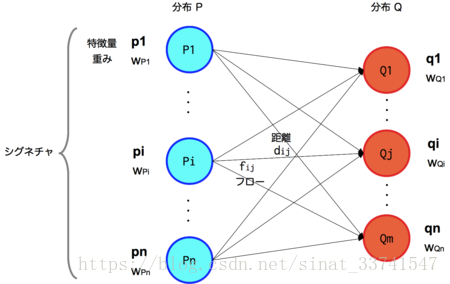 分布 P
分布 Q
特徴量
重み
p1
wP1
P1
q1
wQ1
Q1
シグネチャ
pi
wPi
Pi
距離
dij
fij
フロー
qi
wQi
Qj
pn
wPn
Pn
qn
wQn
Qm
https://blog.csdn.net/sinat_33741547